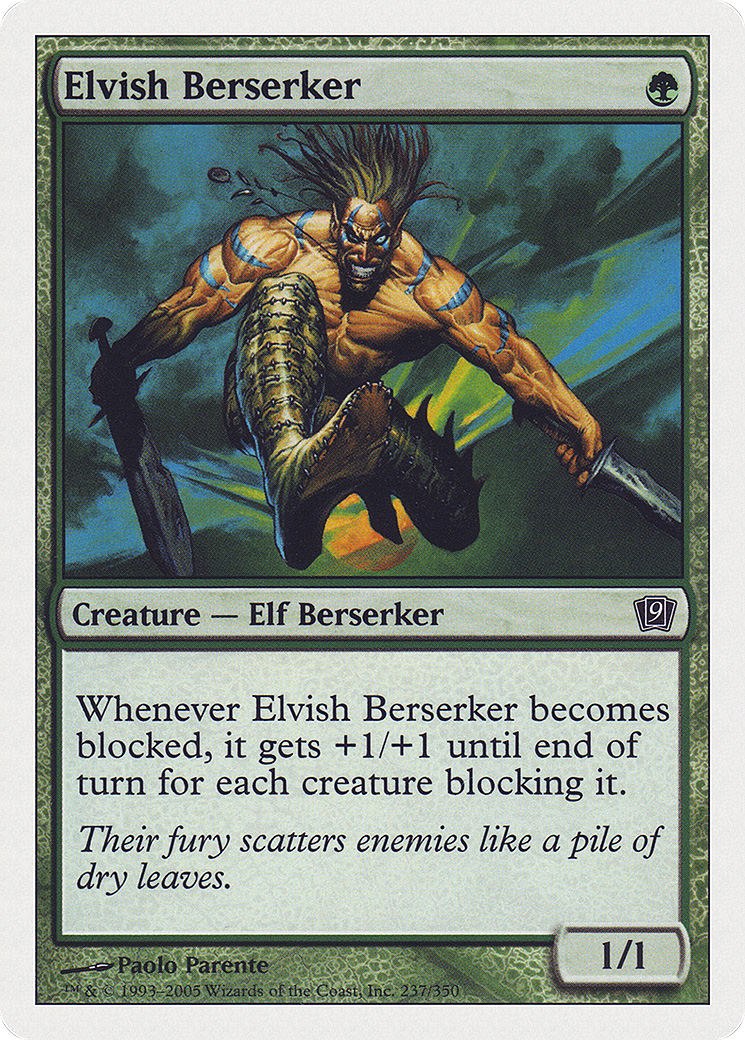 Elvish Berserker
Creature — Elf Berserker
9
Whenever Elvish Berserker becomes
blocked, it gets +1/+1 until end of
turn for each creature blocking it.
Their fury scatters enemies like a pile of
dry leaves.
1/1
Paolo Parente
™ & © 1993–2005 Wizards of the Coast, Inc. 237/350